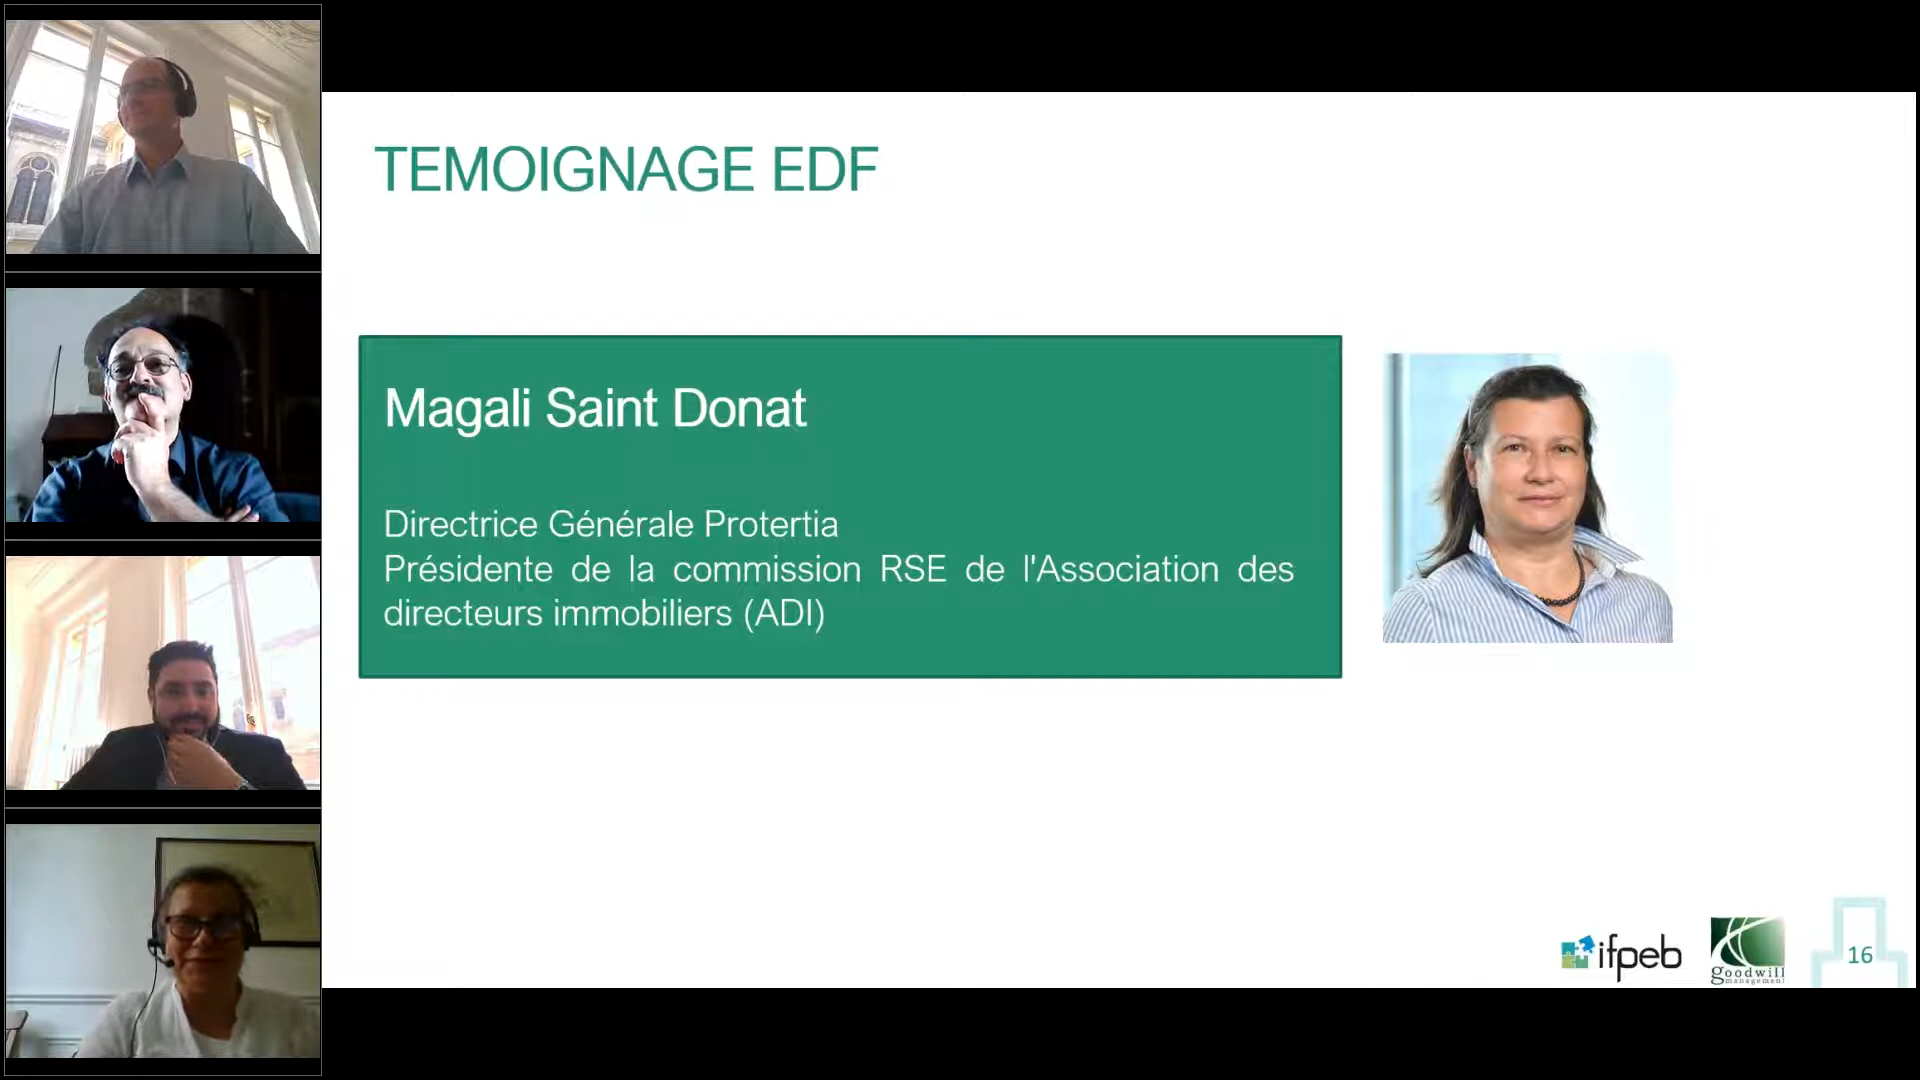 TEMOIGNAGE EDF
Magali Saint Donat
Directrice Générale Protertia
Présidente de la commission RSE de l'Association des
directeurs immobiliers (ADI)
ifpeb
goodwill
management
16